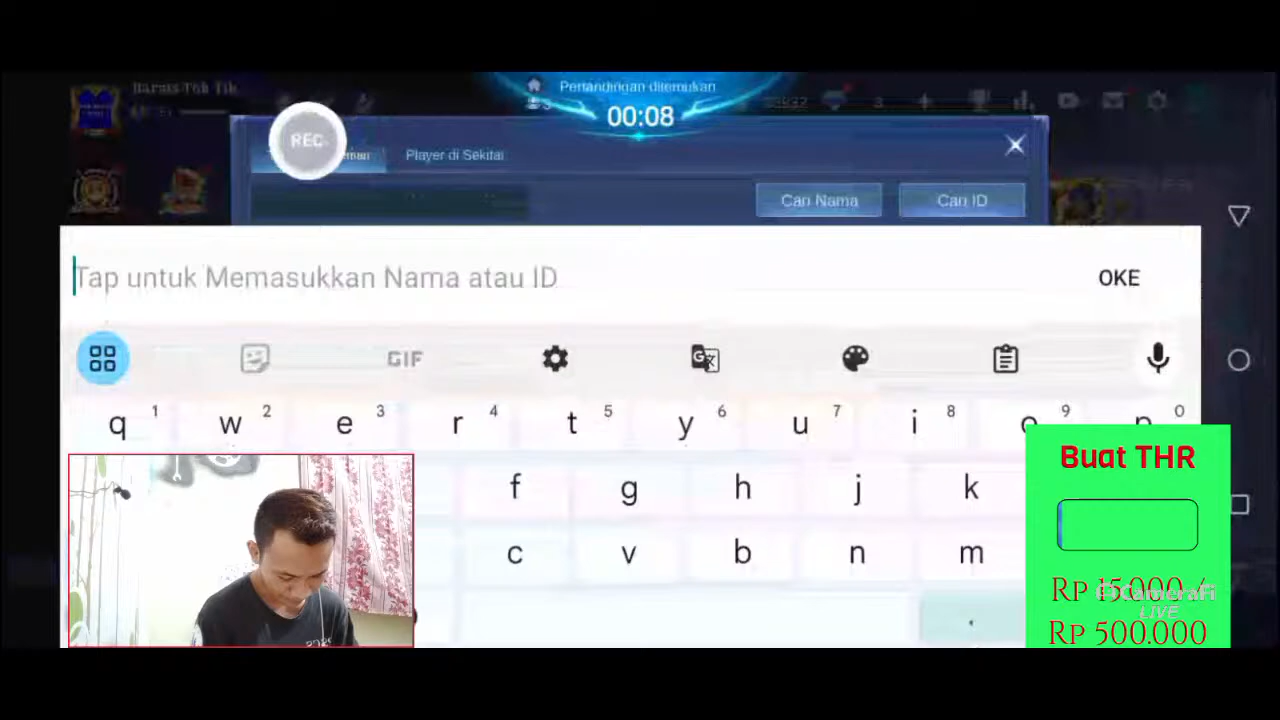 Pertandingan ditemukan
00:08
REC
Player di Sekitar
Cari Nama
Cari ID
Tap untuk Memasukkan Nama atau ID
OKE
GIF
q 1 w 2 e 3 r 4 t 5 y 6 u 7 i 8 o 9 p 0
f g h j k
c v b n m
Buat THR
Rp 15.000 /
CameraFi
LIVE
Rp 500.000